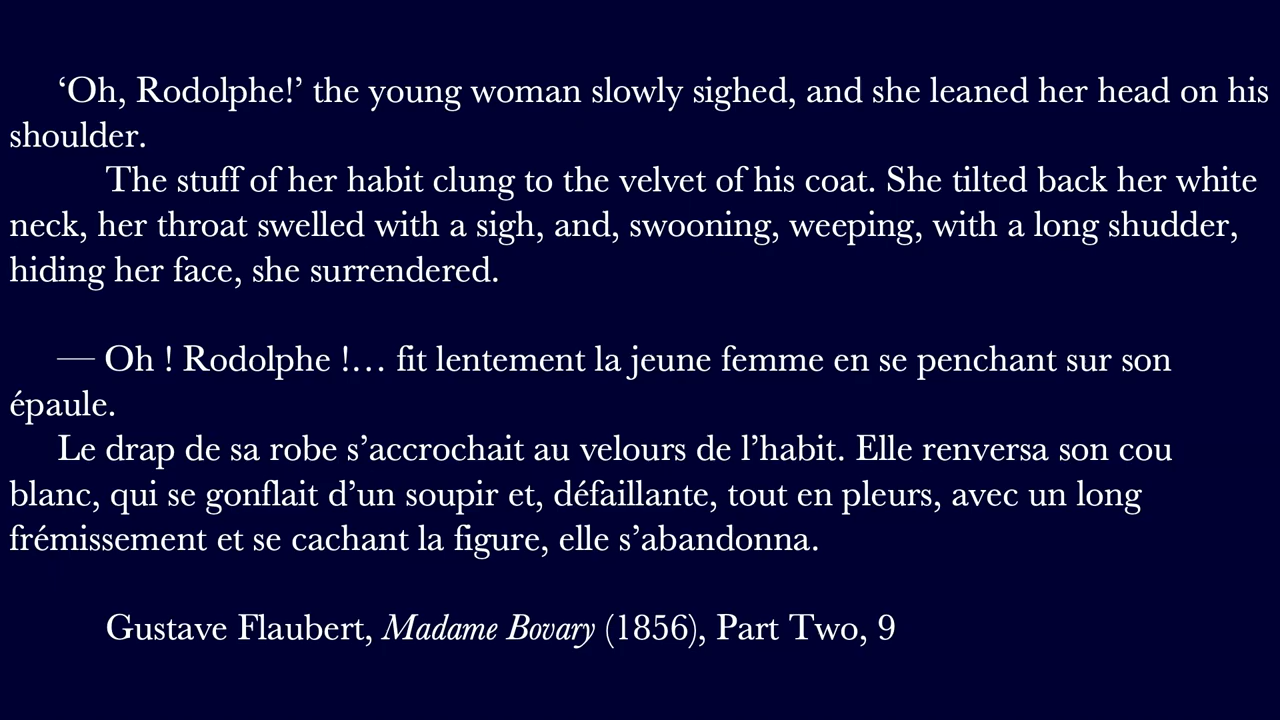 ‘Oh, Rodolphe!’ the young woman slowly sighed, and she leaned her head on his
shoulder.
The stuff of her habit clung to the velvet of his coat. She tilted back her white
neck, her throat swelled with a sigh, and, swooning, weeping, with a long shudder,
hiding her face, she surrendered.
— Oh ! Rodolphe !… fit lentement la jeune femme en se penchant sur son
épaule.
Le drap de sa robe s’accrochait au velours de l’habit. Elle renversa son cou
blanc, qui se gonflait d’un soupir et, défaillante, tout en pleurs, avec un long
frémissement et se cachant la figure, elle s’abandonna.
Gustave Flaubert, Madame Bovary (1856), Part Two, 9